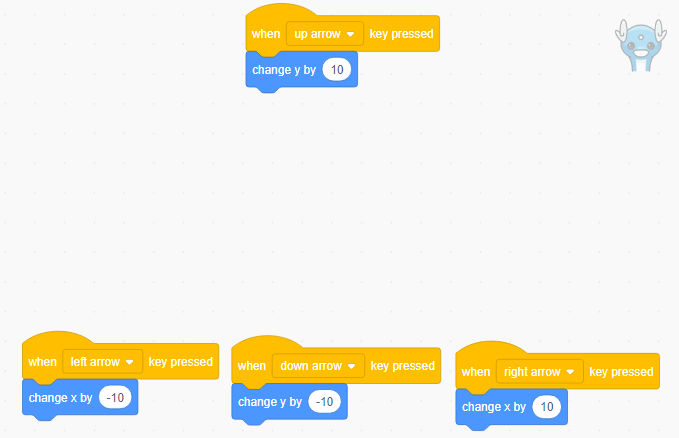 when up arrow key pressed
change y by 10
when left arrow key pressed
change x by -10
when down arrow key pressed
change y by -10
when right arrow key pressed
change x by 10